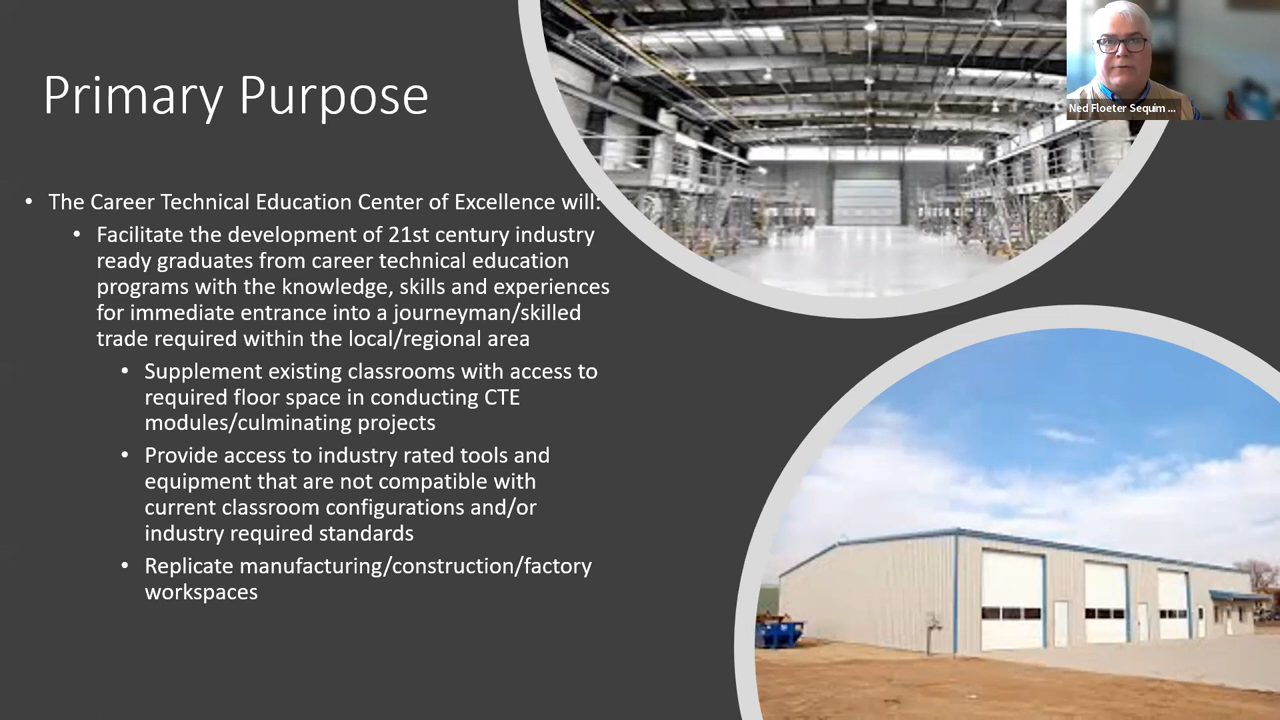 Primary Purpose
Ned Floeter Sequim ...
• The Career Technical Education Center of Excellence will:
• Facilitate the development of 21st century industry
ready graduates from career technical education
programs with the knowledge, skills and experiences
for immediate entrance into a journeyman/skilled
trade required within the local/regional area
• Supplement existing classrooms with access to
required floor space in conducting CTE
modules/culminating projects
• Provide access to industry rated tools and
equipment that are not compatible with
current classroom configurations and/or
industry required standards
• Replicate manufacturing/construction/factory
workspaces